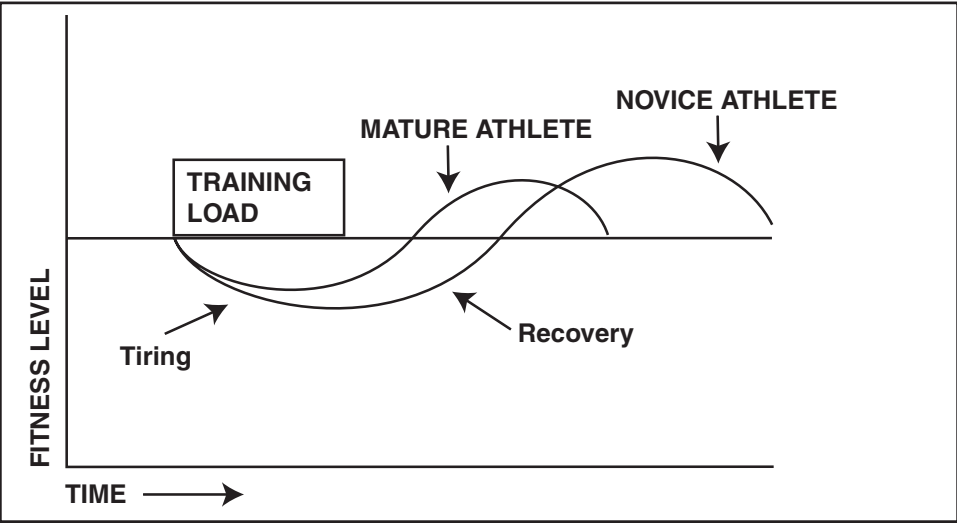 NOVICE ATHLETE
MATURE ATHLETE
TRAINING
LOAD
FITNESS LEVEL
Tiring
Recovery
TIME